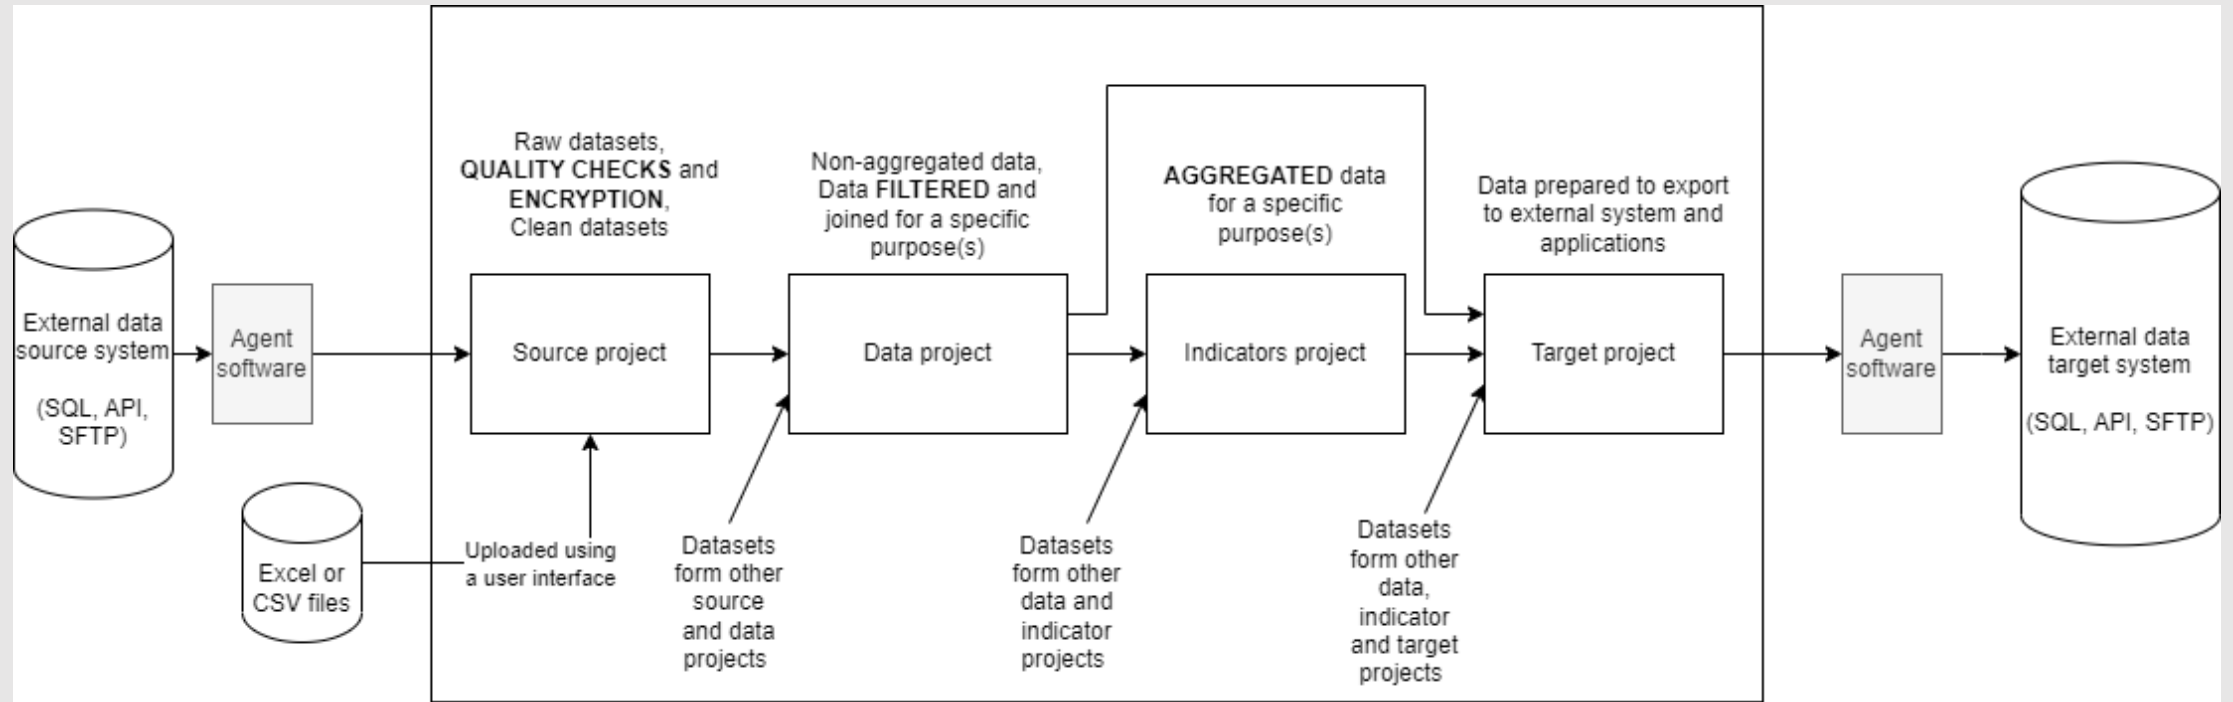 External data
source system
(SQL, API,
SFTP)
Agent
software
Excel or
CSV files
Uploaded using
a user interface
Raw datasets,
QUALITY CHECKS and
ENCRYPTION,
Clean datasets
Source project
Non-aggregated data,
Data FILTERED and
joined for a specific
purpose(s)
Data project
Datasets
form other
source
and data
projects
AGGREGATED data
for a specific
purpose(s)
Indicators project
Datasets
form other
data and
indicator
projects
Data prepared to export
to external system and
applications
Target project
Datasets
form other
data,
indicator
and target
projects
Agent
software
External data
target system
(SQL, API, SFTP)